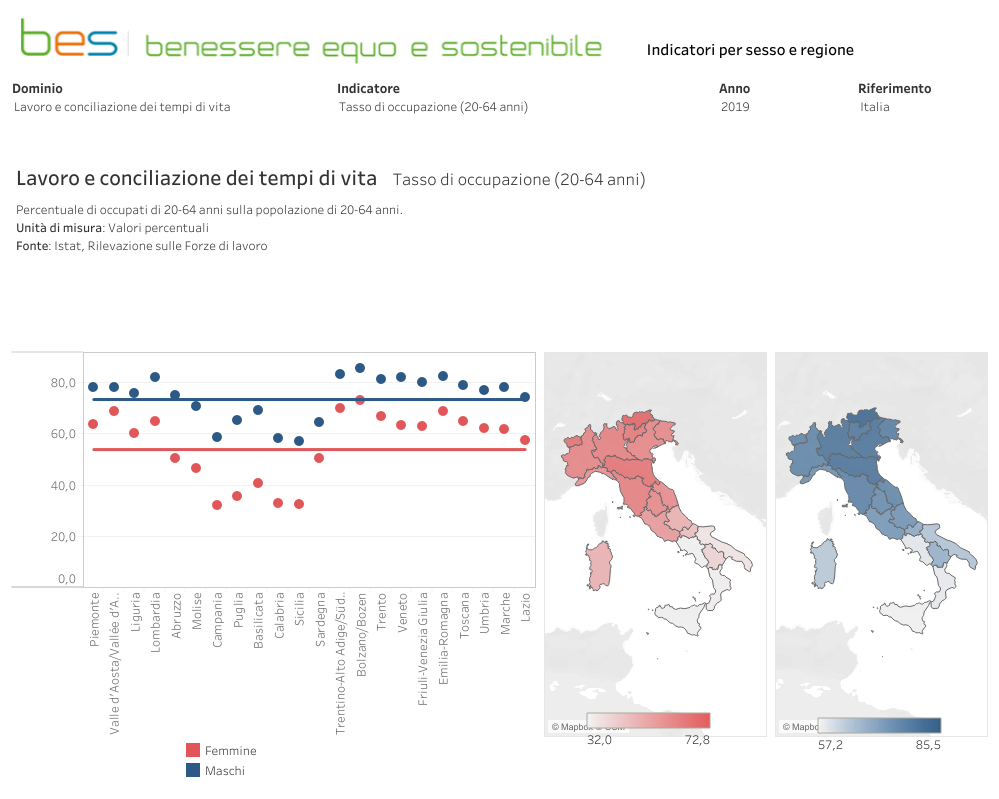 bes benessere equo e sostenibile Indicatori per sesso e regione
Dominio Indicatore Anno Riferimento
Lavoro e conciliazione dei tempi di vita Tasso di occupazione (20-64 anni) 2019 Italia
Lavoro e conciliazione dei tempi di vita Tasso di occupazione (20-64 anni)
Percentuale di occupati di 20-64 anni sulla popolazione di 20-64 anni.
Unità di misura: Valori percentuali
Fonte: Istat, Rilevazione sulle Forze di lavoro
80,0
60,0
40,0
20,0
0,0
Piemonte
Valle d'Aosta/Vallée d'A..
Liguria
Lombardia
Abruzzo
Molise
Campania
Puglia
Basilicata
Calabria
Sicilia
Sardegna
Trentino-Alto Adige/Süd..
Bolzano/Bozen
Trento
Veneto
Friuli-Venezia Giulia
Emilia-Romagna
Toscana
Umbria
Marche
Lazio
Femmine
Maschi
© Mapbox
32,0 72,8
© Mapbo
57,2 85,5